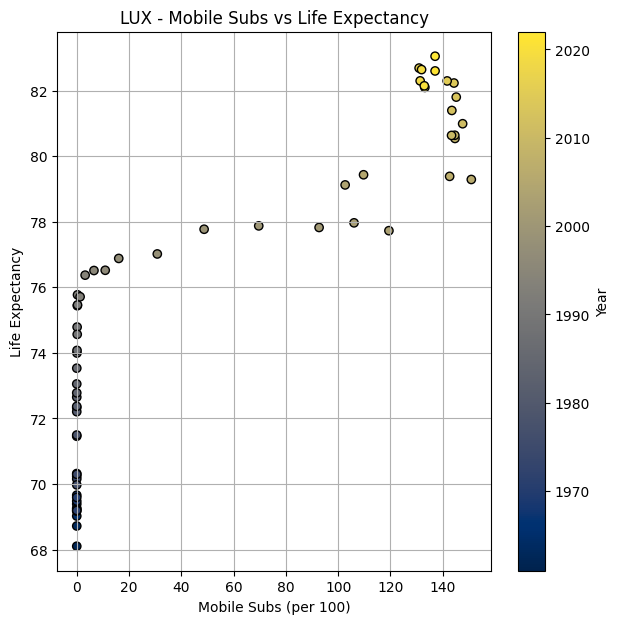 LUX - Mobile Subs vs Life Expectancy
Life Expectancy
82
80
78
76
74
72
70
68
0 20 40 60 80 100 120 140
Mobile Subs (per 100)
2020
2010
2000
1990
1980
1970
Year